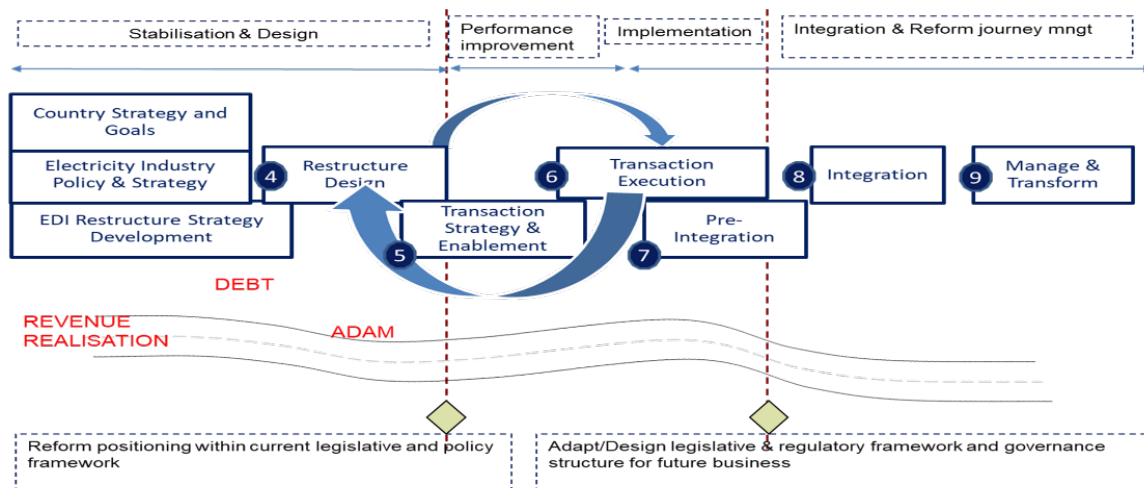 Stabilisation & Design
Performance
improvement
Implementation
Integration & Reform journey mngt
Country Strategy and
Goals
Electricity Industry
Policy & Strategy
EDI Restructure Strategy
Development
4
Restructure
Design
5
Transaction
Strategy &
Enablement
6
Transaction
Execution
7
Pre-
Integration
8
Integration
9
Manage &
Transform
DEBT
REVENUE
REALISATION
ADAM
Reform positioning within current legislative and policy
framework
Adapt/Design legislative & regulatory framework and governance
structure for future business